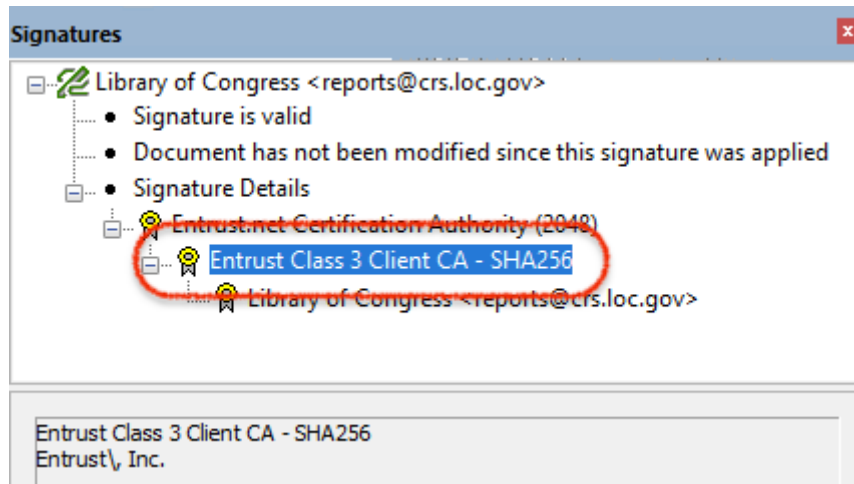 Signatures
Library of Congress <reports@crs.loc.gov>
Signature is valid
Document has not been modified since this signature was applied
Signature Details
Entrust.net Certification Authority (2048)
Entrust Class 3 Client CA - SHA256
Library of Congress <reports@crs.loc.gov>
Entrust Class 3 Client CA - SHA256
Entrust\, Inc.